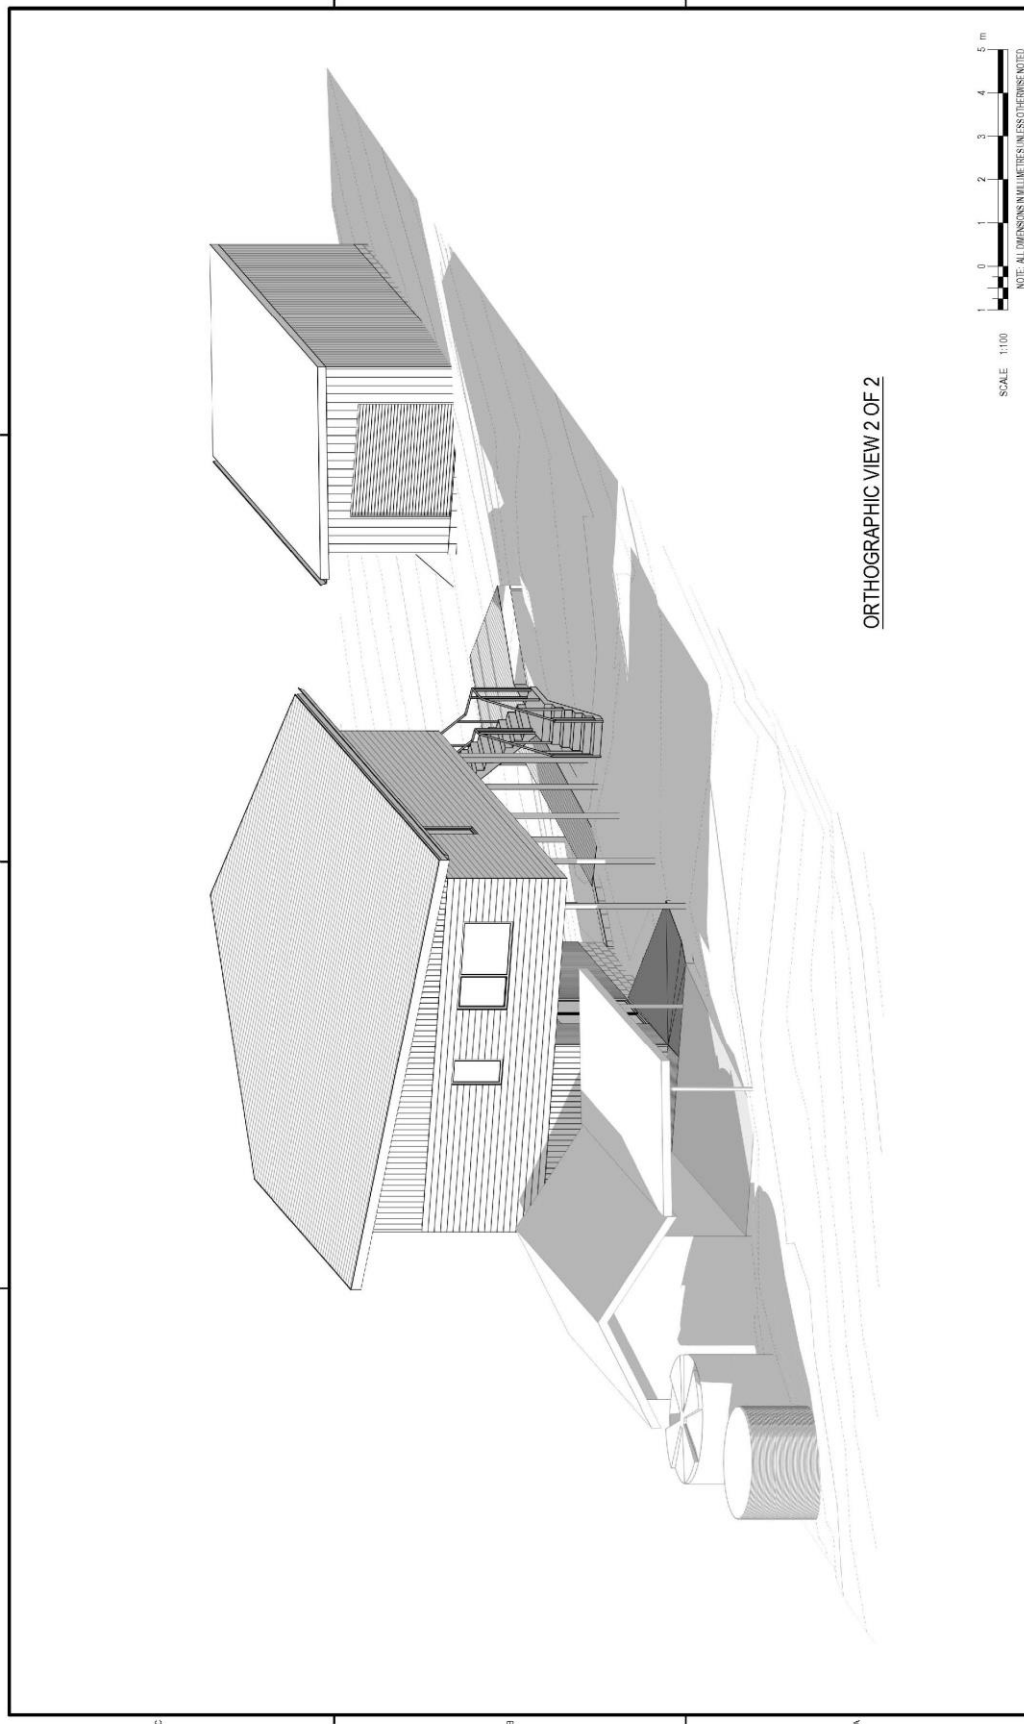 ORTHOGRAPHIC VIEW 2 OF 2
SCALE 1:100
1 0 1 2 3 4 5 m
NOTE: ALL DIMENSIONS IN MILLIMETRES UNLESS OTHERWISE NOTED
C
B
A